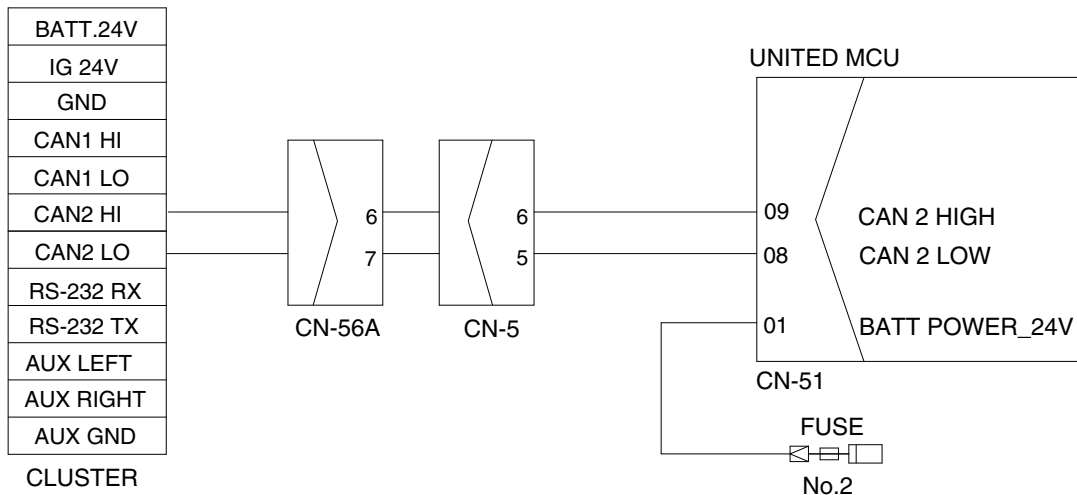 BATT.24V
IG 24V
GND
CAN1 HI
CAN1 LO
CAN2 HI
CAN2 LO
RS-232 RX
RS-232 TX
AUX LEFT
AUX RIGHT
AUX GND
CLUSTER
6
7
CN-56A
6
5
CN-5
UNITED MCU
09 CAN 2 HIGH
08 CAN 2 LOW
01 BATT POWER_24V
CN-51
FUSE
No.2